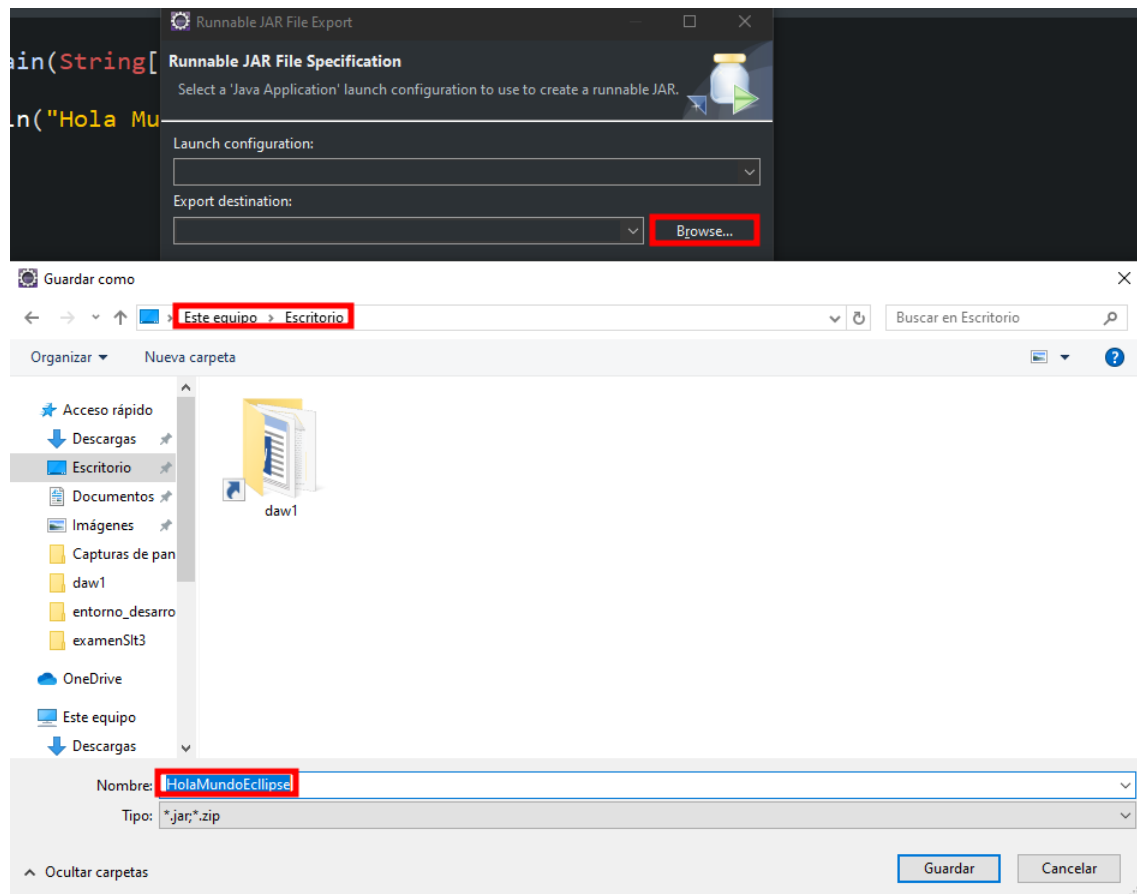 Runnable JAR File Export
ain(String[
Runnable JAR File Specification
Select a 'Java Application' launch configuration to use to create a runnable JAR.
.n("Hola Mu
Launch configuration:
Export destination:
Browse...
Guardar como
Este equipo > Escritorio
Buscar en Escritorio
Organizar
Nueva carpeta
Acceso rápido
Descargas
Escritorio
Documentos
Imágenes
Capturas de pan
daw1
entorno_desarro
examenSlt3
OneDrive
Este equipo
Descargas
daw1
Nombre: HolaMundoEcllipse
Tipo: *.jar;*.zip
Ocultar carpetas
Guardar
Cancelar